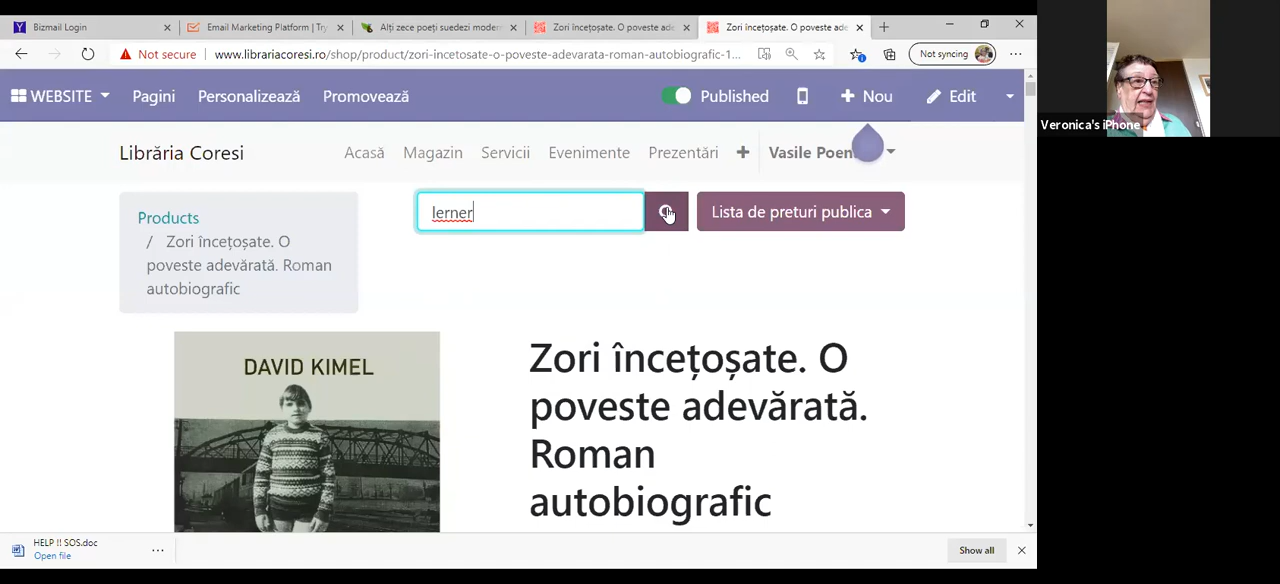 Bizmail Login
Email Marketing Platform | Try
Alți zece poeți suedezi modern
Zori încețoșate. O poveste ade
Zori încețoșate. O poveste ade
Not secure
www.librariacoresi.ro/shop/product/zori-incetosate-o-poveste-adevarata-roman-autobiografic-1...
Not syncing
WEBSITE
Pagini
Personalizează
Promovează
Published
Nou
Edit
Veronica's iPhone
Librăria Coresi
Acasă
Magazin
Servicii
Evenimente
Prezentări
Vasile Poen
lerner
Lista de preturi publica
Products
/ Zori încețoșate. O
poveste adevărată. Roman
autobiografic
DAVID KIMEL
Zori încețoșate. O
poveste adevărată.
Roman
autobiografic
HELP !! SOS.doc
Open file
Show all